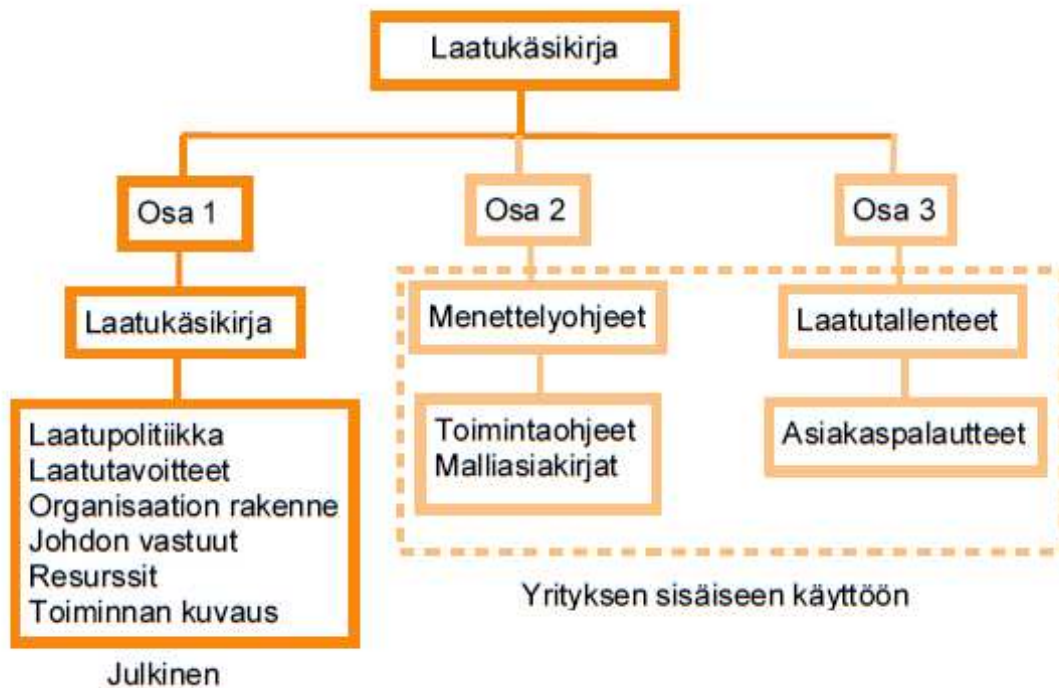 Laatukäsikirja
Osa 1
Osa 2
Osa 3
Laatukäsikirja
Menettelyohjeet
Laatutallenteet
Laatupolitiikka
Laatutavoitteet
Organisaation rakenne
Johdon vastuut
Resurssit
Toiminnan kuvaus
Toimintaohjeet
Malliasiakirjat
Asiakaspalautteet
Yrityksen sisäiseen käyttöön
Julkinen